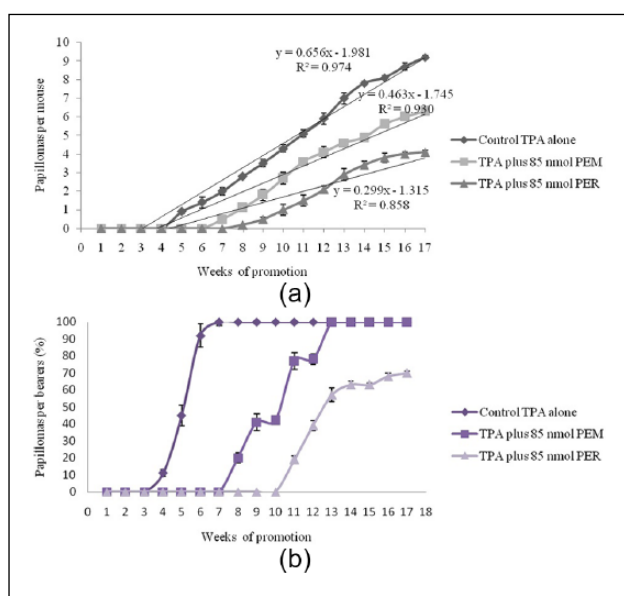 10
9
8
7
6
5
4
3
2
1
0
Papillomas per mouse
y = 0.656x - 1.981
R² = 0.974
y = 0.463x - 1.745
R² = 0.930
y = 0.299x - 1.315
R² = 0.858
Control TPA alone
TPA plus 85 nmol PEM
TPA plus 85 nmol PER
1 2 3 4 5 6 7 8 9 10 11 12 13 14 15 16 17
Weeks of promotion
(a)
100
90
80
70
60
50
40
30
20
10
0
Papillomas per bearers (%)
Control TPA alone
TPA plus 85 nmol PEM
TPA plus 85 nmol PER
0 1 2 3 4 5 6 7 8 9 10 11 12 13 14 15 16 17 18
Weeks of promotion
(b)